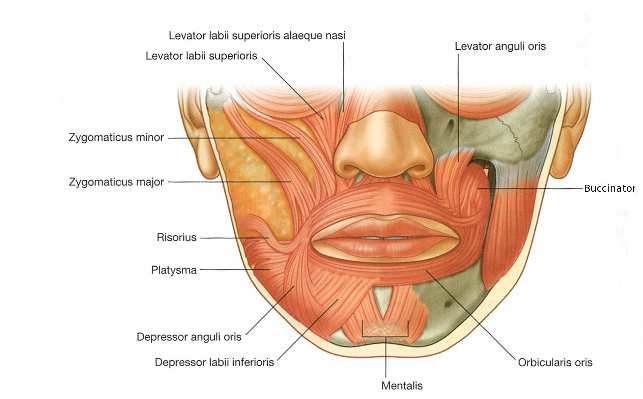 Levator labii superioris alaeque nasi
Levator labii superioris
Levator anguli oris
Zygomaticus minor
Zygomaticus major
Buccinator
Risorius
Platysma
Depressor anguli oris
Depressor labii inferioris
Orbicularis oris
Mentalis